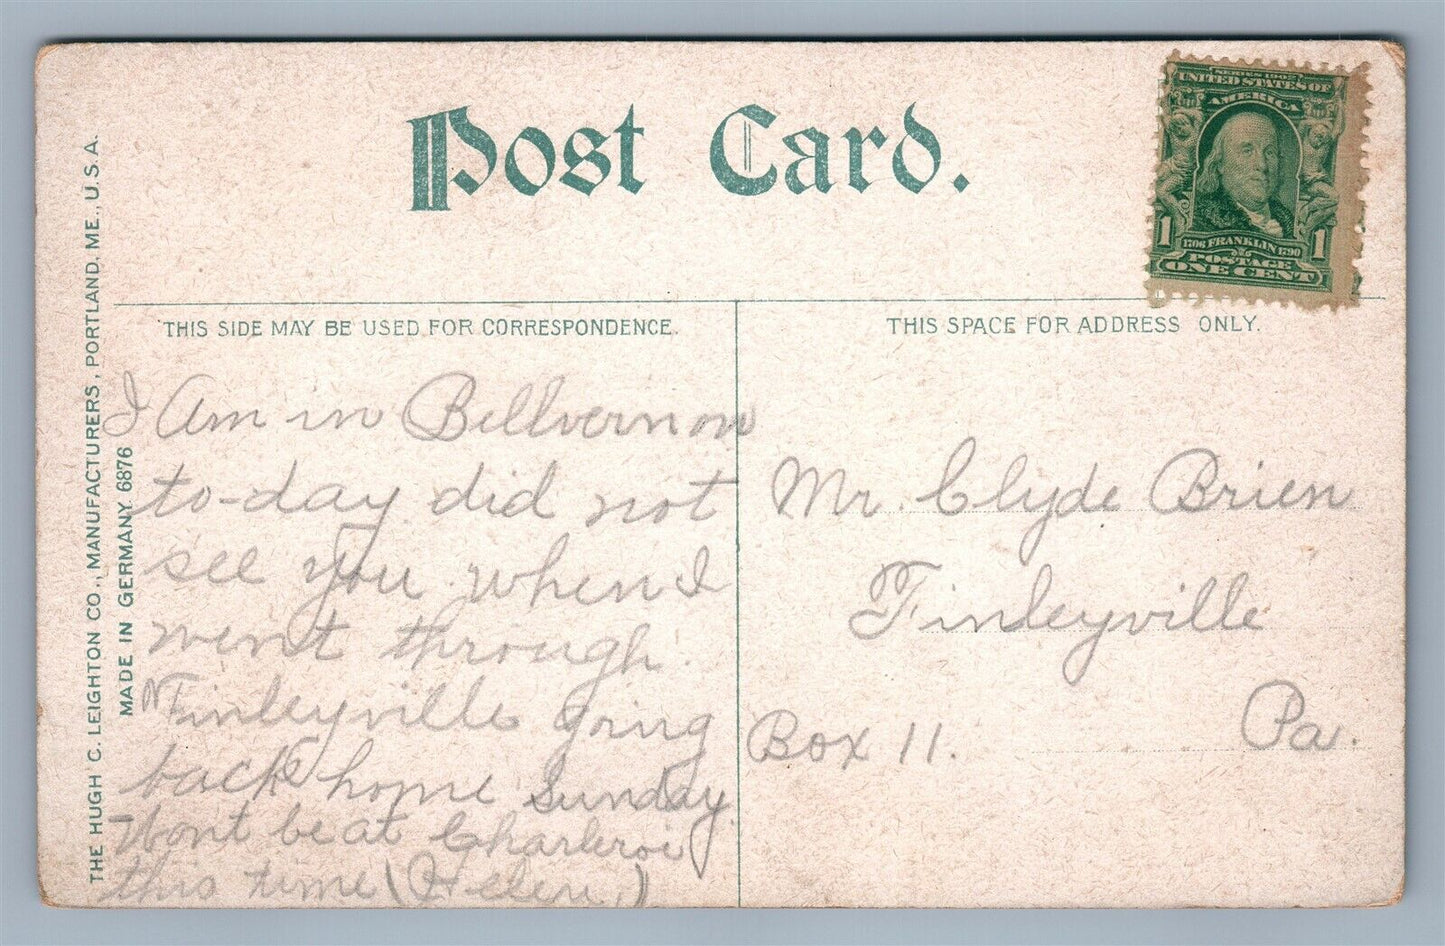 Post Card.
SERIES 1902
UNITED STATES OF
AMERICA
1 1
1706 FRANKLIN 1790
POSTAGE
ONE CENT
THE HUGH C. LEIGHTON CO., MANUFACTURERS, PORTLAND, ME., U.S.A.
MADE IN GERMANY. 6876
THIS SIDE MAY BE USED FOR CORRESPONDENCE.
I Am in Bellvernon
to-day did not
see you when I
went through
Finleyville going
back home Sunday
Wont be at Charleroi
this time (Helen.)
THIS SPACE FOR ADDRESS ONLY.
Mr. Clyde Brien
Finleyville
Pa.
Box 11.